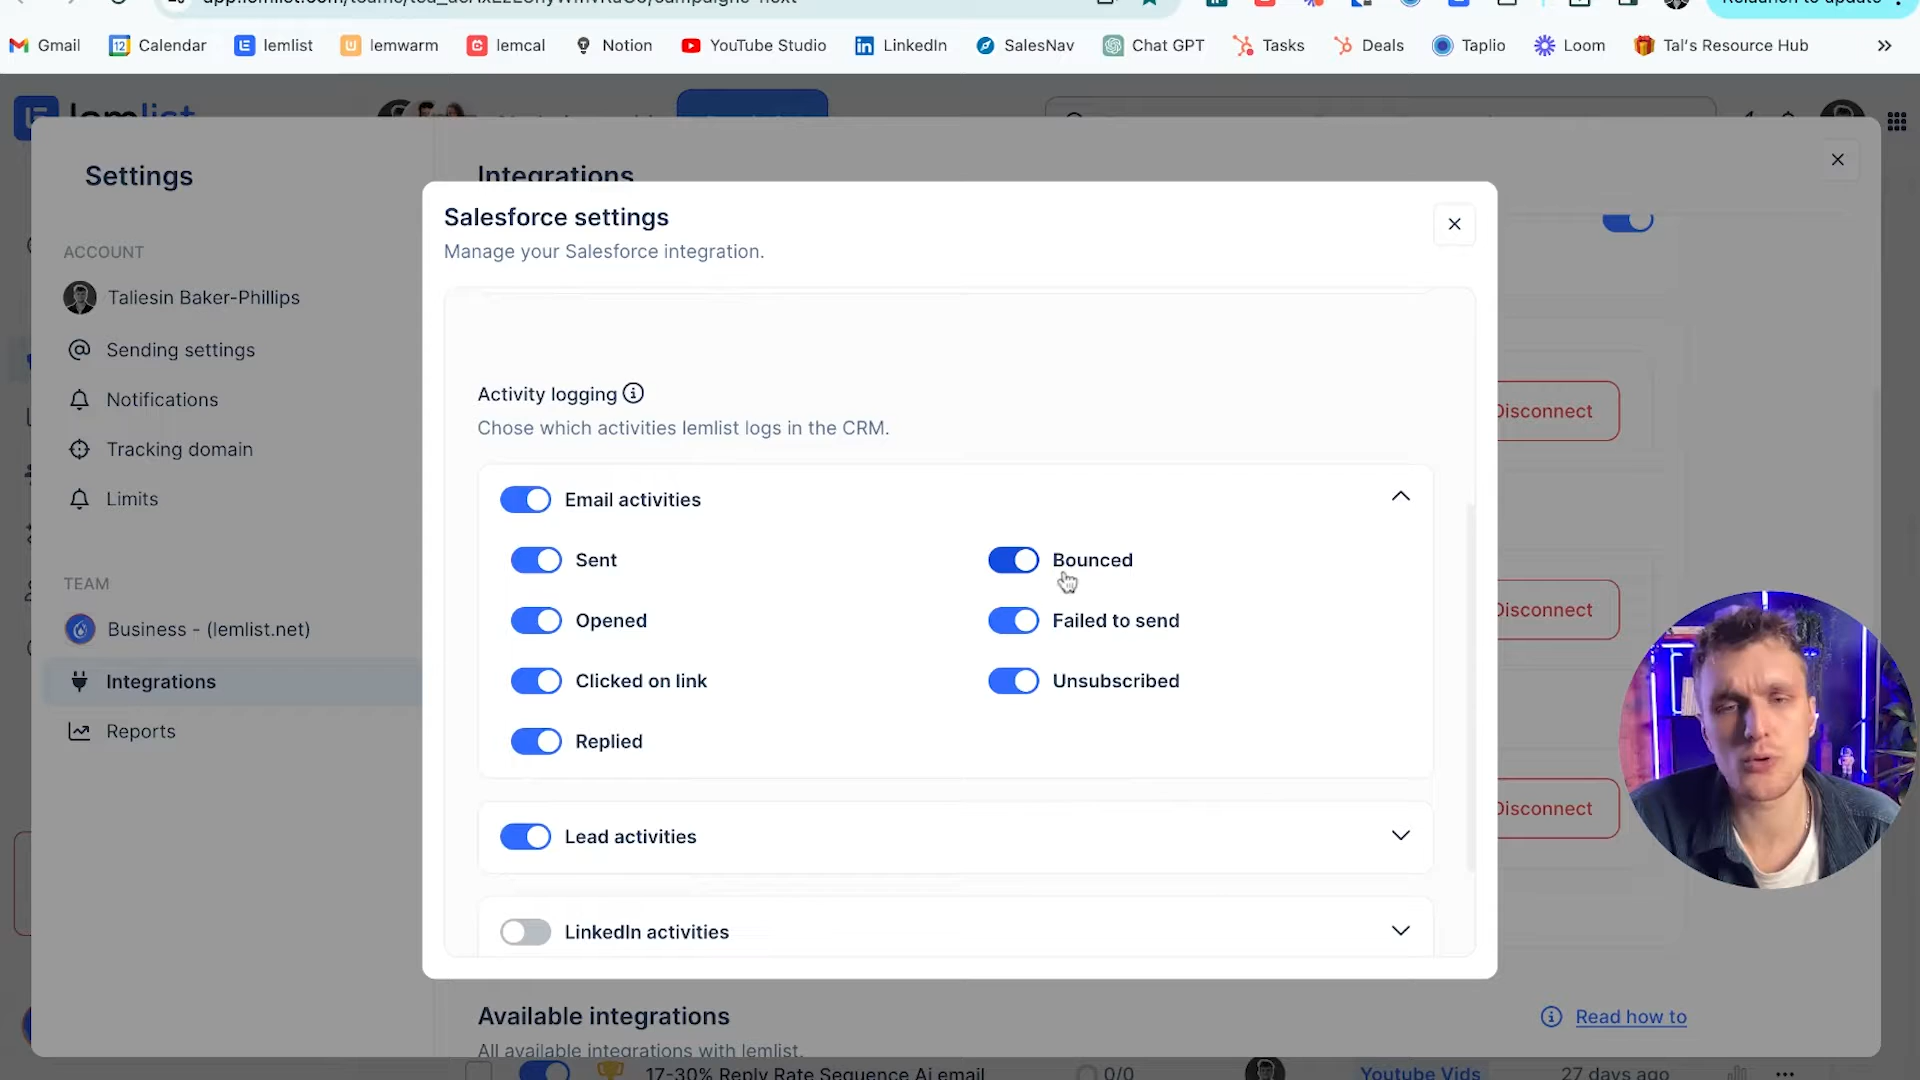 Gmail
12 Calendar
lemlist
lemwarm
lemcal
Notion
YouTube Studio
LinkedIn
SalesNav
Chat GPT
Tasks
Deals
Taplio
Loom
Tal's Resource Hub
lemlist
Settings
Integrations
ACCOUNT
Taliesin Baker-Phillips
Sending settings
Notifications
Tracking domain
Limits
TEAM
Business - (lemlist.net)
Integrations
Reports
Salesforce settings
Manage your Salesforce integration.
Activity logging
Chose which activities lemlist logs in the CRM.
Email activities
Sent
Bounced
Opened
Failed to send
Clicked on link
Unsubscribed
Replied
Lead activities
LinkedIn activities
Disconnect
Disconnect
Disconnect
Available integrations
Read how to
All available integrations with lemlist.
17-30% Reply Rate Sequence Ai email
0/0
Youtube Vids
27 days ago